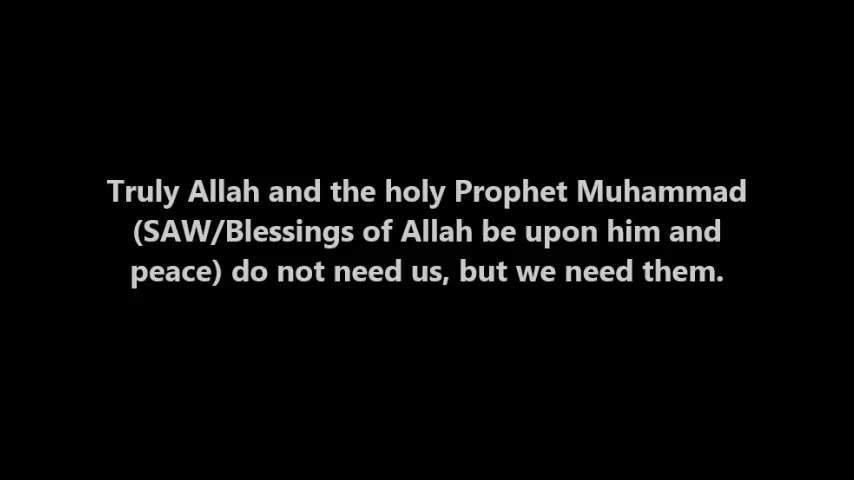 Truly Allah and the holy Prophet Muhammad
(SAW/Blessings of Allah be upon him and
peace) do not need us, but we need them.